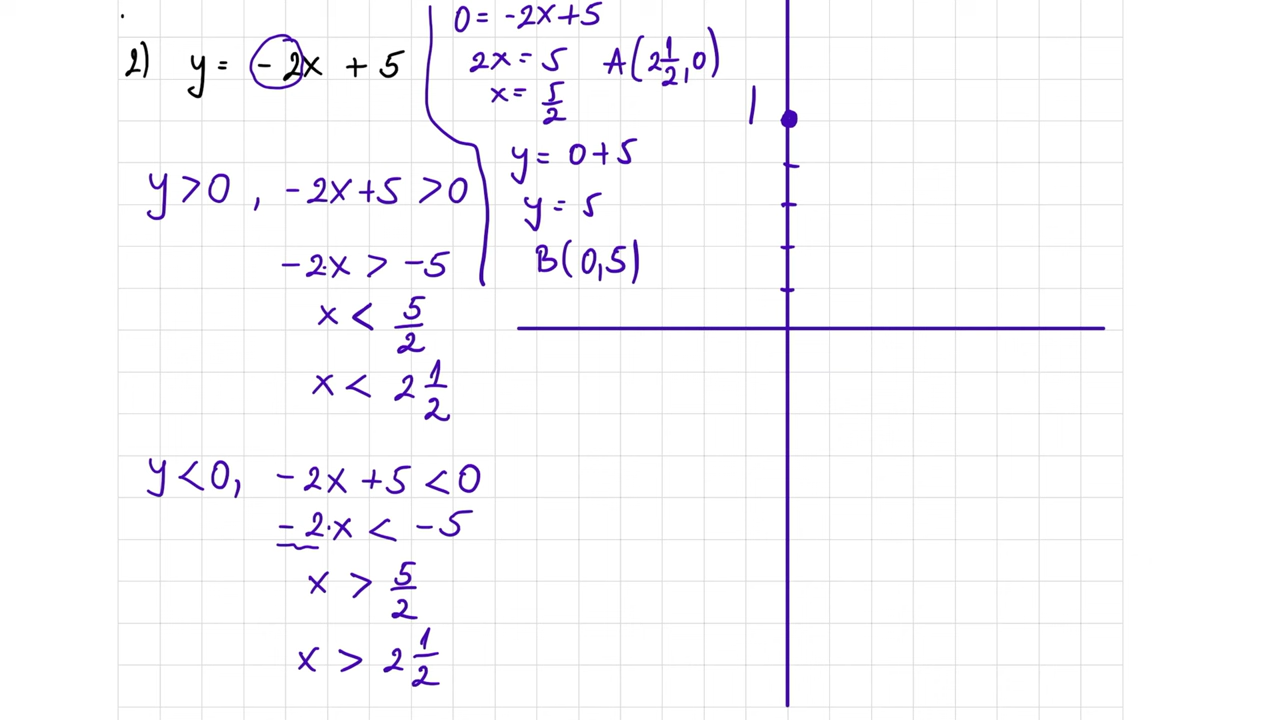 2) y = -2x + 5
y > 0 , -2x + 5 > 0
-2·x > -5
x < 5/2
x < 2 1/2
y < 0, -2x + 5 < 0
-2·x < -5
x > 5/2
x > 2 1/2
0 = -2x + 5
2x = 5 A(2 1/2, 0)
x = 5/2
y = 0 + 5
y = 5
B(0, 5)